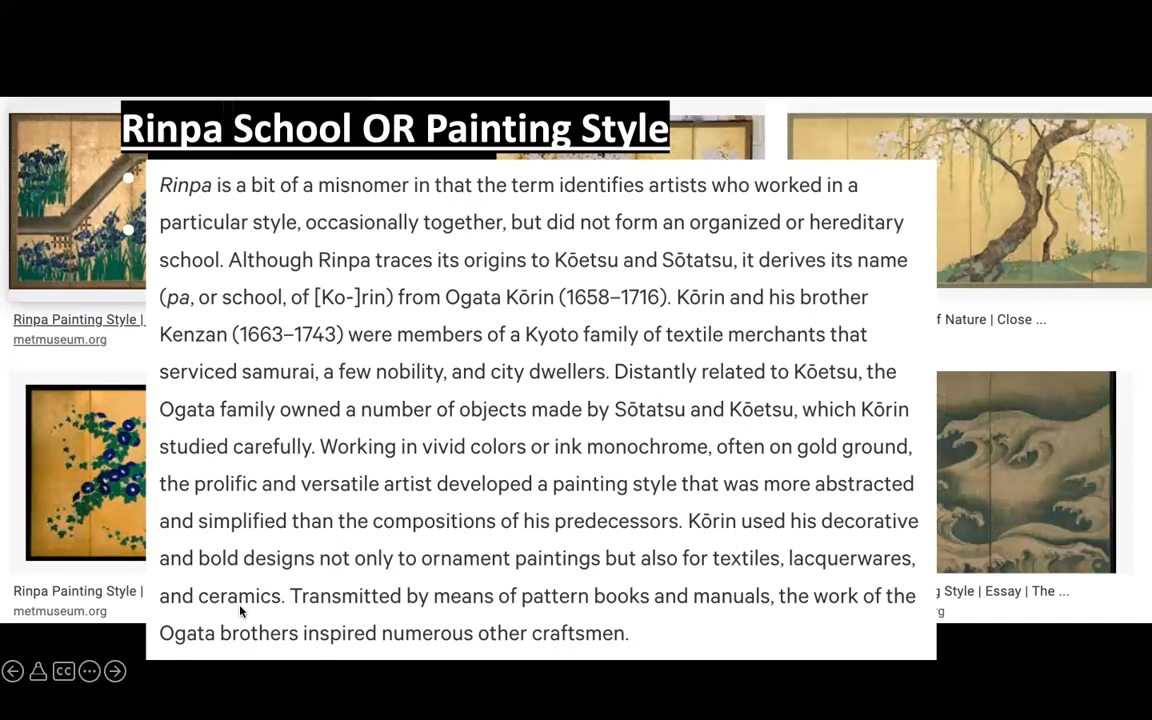 Rinpa School OR Painting Style
Rinpa is a bit of a misnomer in that the term identifies artists who worked in a
particular style, occasionally together, but did not form an organized or hereditary
school. Although Rinpa traces its origins to Kōetsu and Sōtatsu, it derives its name
(pa, or school, of [Ko-]rin) from Ogata Kōrin (1658–1716). Kōrin and his brother
Kenzan (1663–1743) were members of a Kyoto family of textile merchants that
serviced samurai, a few nobility, and city dwellers. Distantly related to Kōetsu, the
Ogata family owned a number of objects made by Sōtatsu and Kōetsu, which Kōrin
studied carefully. Working in vivid colors or ink monochrome, often on gold ground,
the prolific and versatile artist developed a painting style that was more abstracted
and simplified than the compositions of his predecessors. Kōrin used his decorative
and bold designs not only to ornament paintings but also for textiles, lacquerwares,
and ceramics. Transmitted by means of pattern books and manuals, the work of the
Ogata brothers inspired numerous other craftsmen.
Rinpa Painting Style |
metmuseum.org
f Nature | Close ...
Rinpa Painting Style |
metmuseum.org
g Style | Essay | The ...
rg
CC